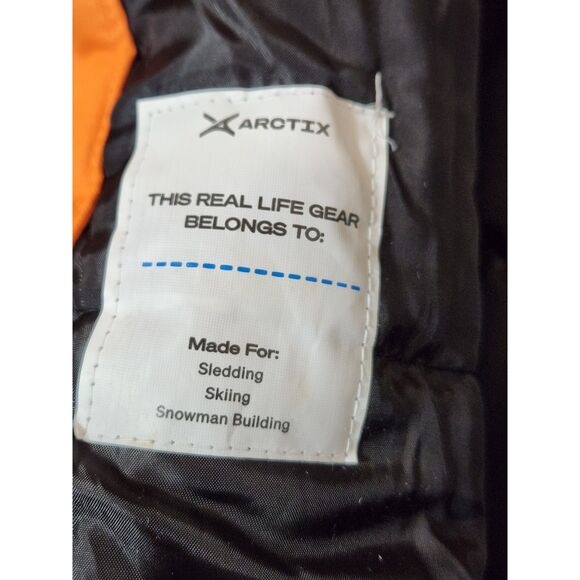 ARCTIX
THIS REAL LIFE GEAR
BELONGS TO:
Made For:
Sledding
Skiing
Snowman Building